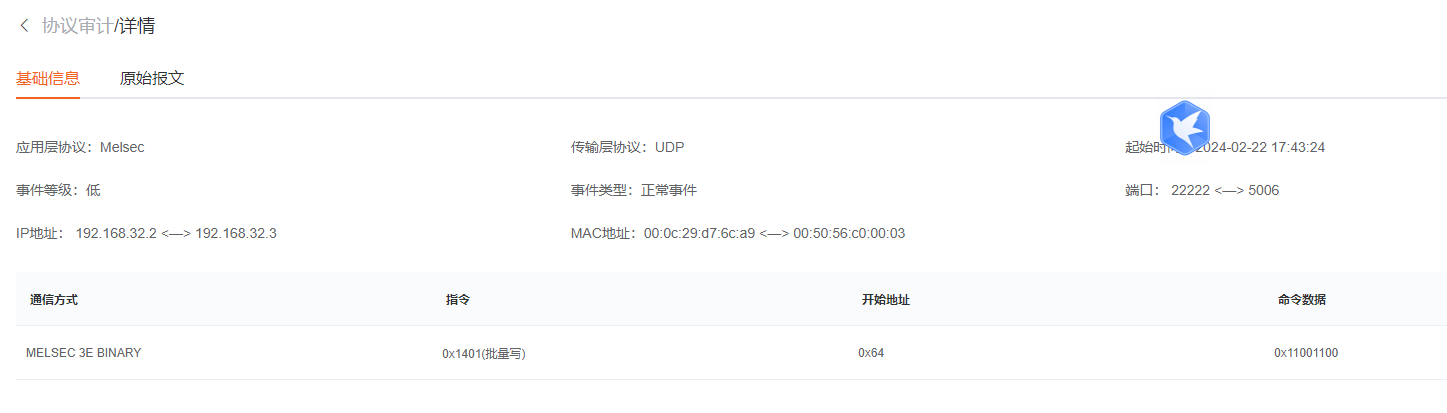 协议审计/详情
基础信息 原始报文
应用层协议：Melsec 传输层协议：UDP 起始时 2024-02-22 17:43:24
事件等级：低 事件类型：正常事件 端口： 22222 <—> 5006
IP地址： 192.168.32.2 <—> 192.168.32.3 MAC地址：00:0c:29:d7:6c:a9 <—> 00:50:56:c0:00:03
通信方式 指令 开始地址 命令数据
MELSEC 3E BINARY 0x1401(批量写) 0x64 0x11001100